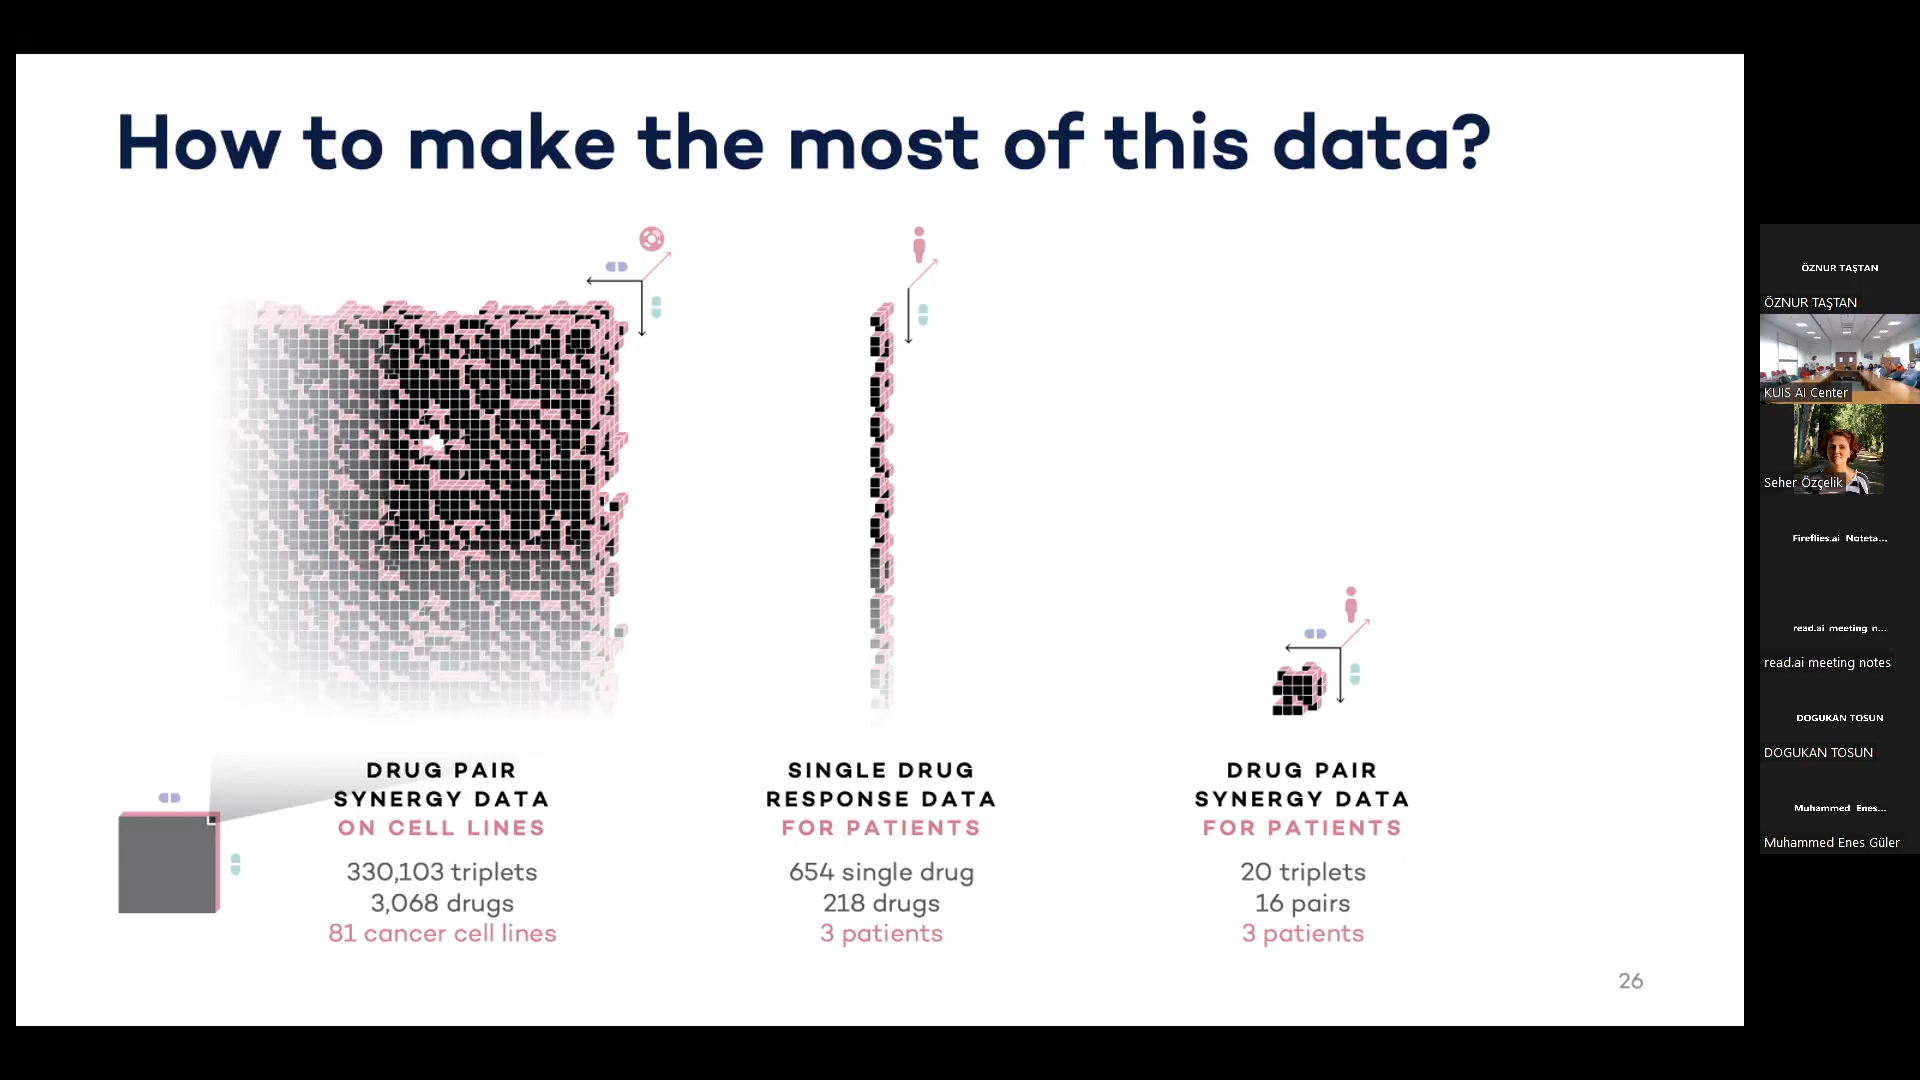 How to make the most of this data?
DRUG PAIR
SYNERGY DATA
ON CELL LINES
330,103 triplets
3,068 drugs
81 cancer cell lines
SINGLE DRUG
RESPONSE DATA
FOR PATIENTS
654 single drug
218 drugs
3 patients
DRUG PAIR
SYNERGY DATA
FOR PATIENTS
20 triplets
16 pairs
3 patients
26
ÖZNUR TAŞTAN
ÖZNUR TAŞTAN
KUIS AI Center
Seher Özçelik
Fireflies.ai Noteta...
read.ai meeting n...
read.ai meeting notes
DOGUKAN TOSUN
DOGUKAN TOSUN
Muhammed Enes...
Muhammed Enes Güler